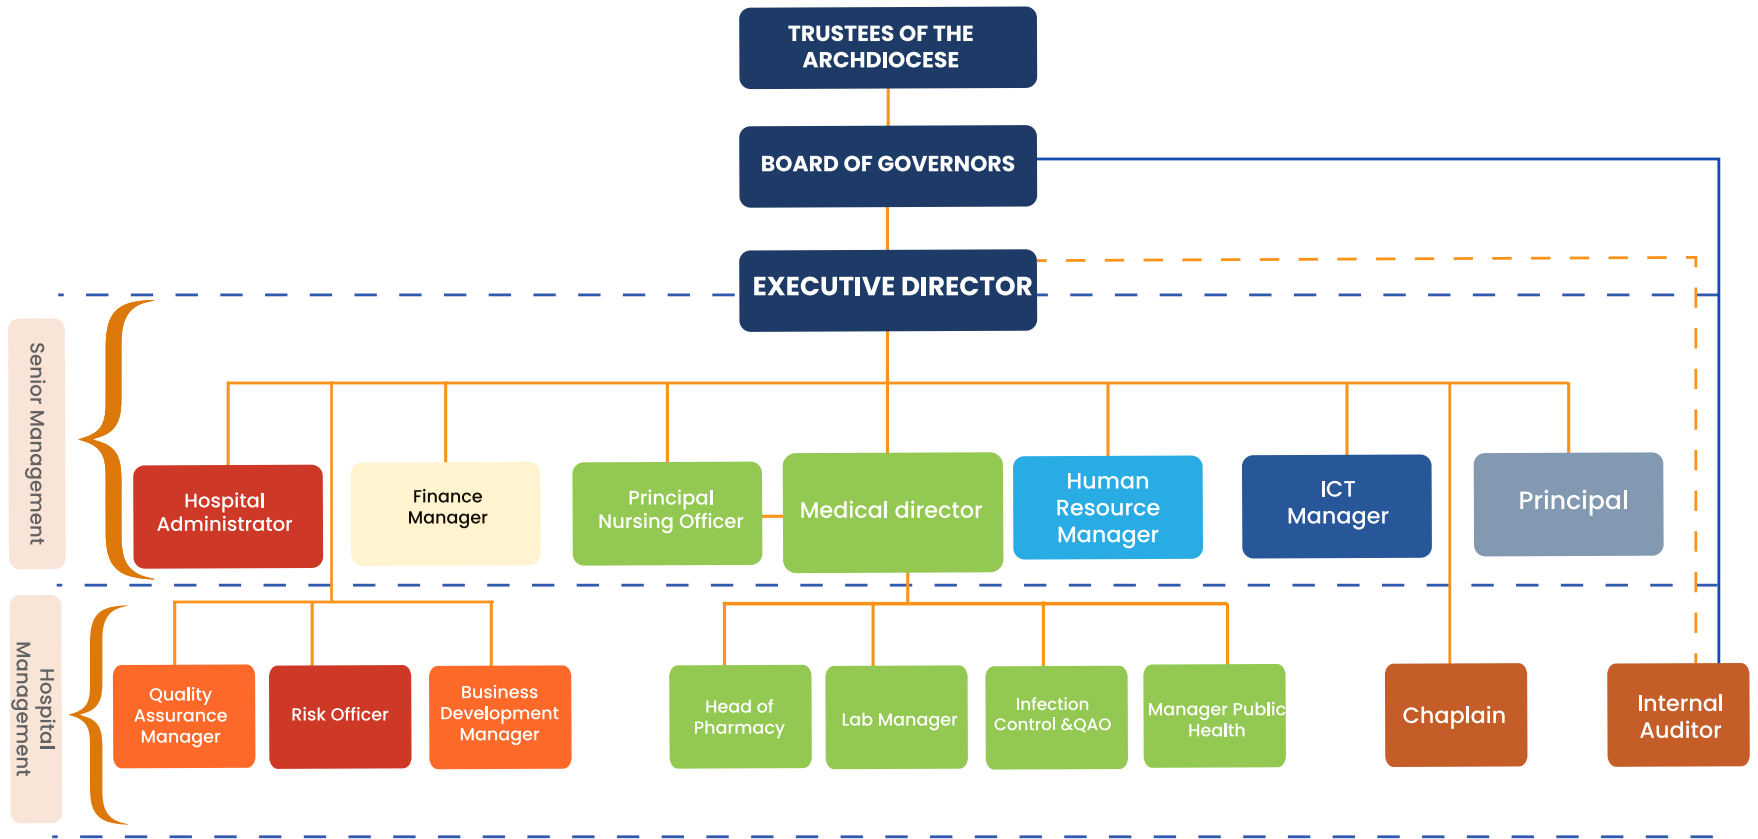 TRUSTEES OF THE
ARCHDIOCESE
BOARD OF GOVERNORS
EXECUTIVE DIRECTOR
Senior Management
Hospital
Administrator
Finance
Manager
Principal
Nursing Officer
Medical director
Human
Resource
Manager
ICT
Manager
Principal
Hospital
Management
Quality
Assurance
Manager
Risk Officer
Business
Development
Manager
Head of
Pharmacy
Lab Manager
Infection
Control &QAO
Manager Public
Health
Chaplain
Internal
Auditor